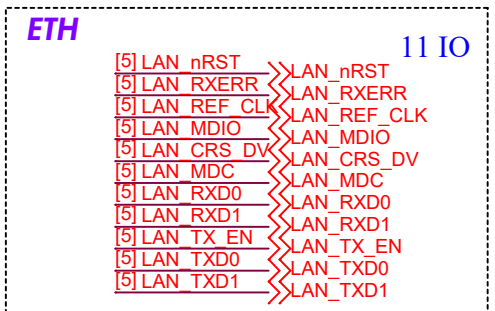 ETH
11 IO
[5] LAN_nRST LAN_nRST
[5] LAN_RXERR LAN_RXERR
[5] LAN_REF_CLK LAN_REF_CLK
[5] LAN_MDIO LAN_MDIO
[5] LAN_CRS_DV LAN_CRS_DV
[5] LAN_MDC LAN_MDC
[5] LAN_RXD0 LAN_RXD0
[5] LAN_RXD1 LAN_RXD1
[5] LAN_TX_EN LAN_TX_EN
[5] LAN_TXD0 LAN_TXD0
[5] LAN_TXD1 LAN_TXD1